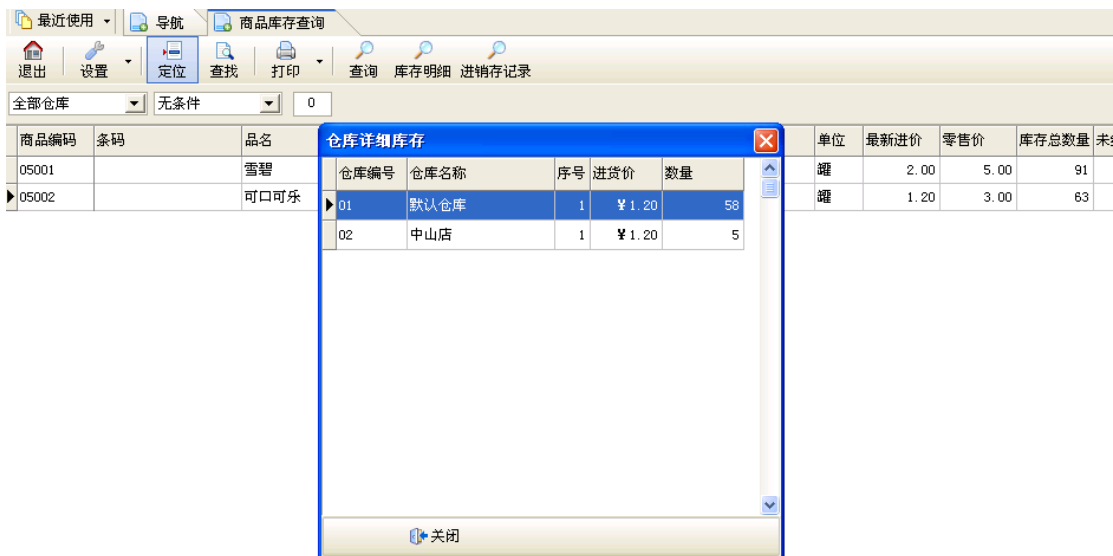 最近使用 导航 商品库存查询
退出 设置 定位 查找 打印 查询 库存明细 进销存记录
全部仓库 无条件 0
商品编码 条码 品名 单位 最新进价 零售价 库存总数量
05001 雪碧 罐 2.00 5.00 91
05002 可口可乐 罐 1.20 3.00 63
仓库详细库存
仓库编号 仓库名称 序号 进货价 数量
01 默认仓库 1 ¥1.20 58
02 中山店 1 ¥1.20 5
关闭